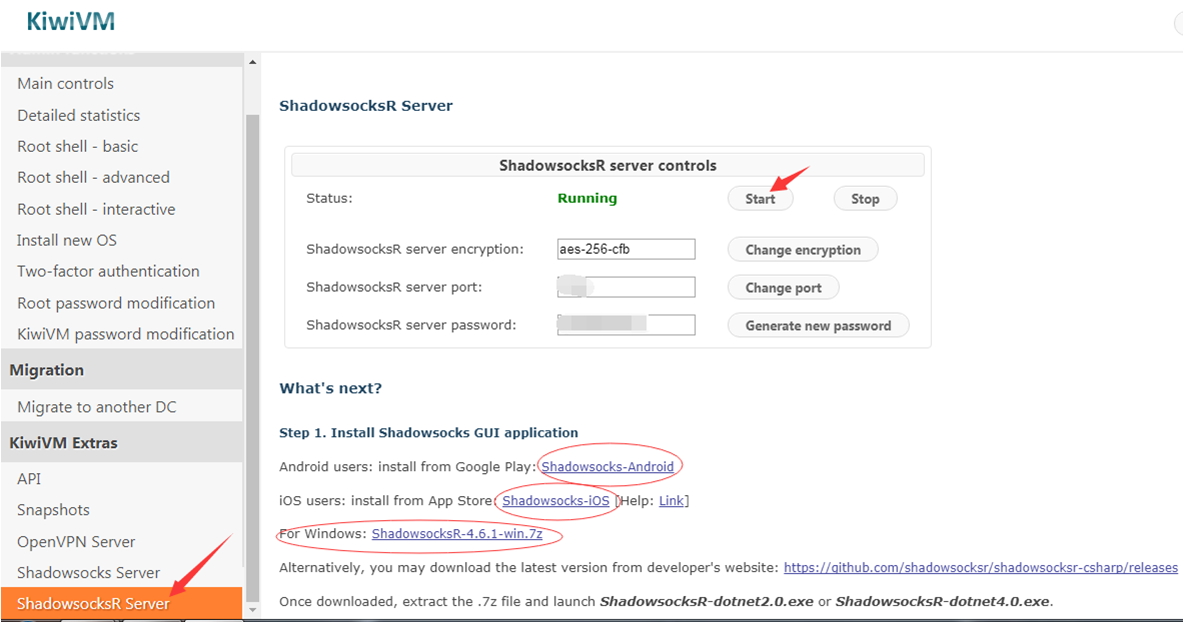 KiwiVM
Main controls
Detailed statistics
Root shell - basic
Root shell - advanced
Root shell - interactive
Install new OS
Two-factor authentication
Root password modification
KiwiVM password modification
Migration
Migrate to another DC
KiwiVM Extras
API
Snapshots
OpenVPN Server
Shadowsocks Server
ShadowsocksR Server
ShadowsocksR Server
ShadowsocksR server controls
Status: Running Start Stop
ShadowsocksR server encryption: aes-256-cfb Change encryption
ShadowsocksR server port: Change port
ShadowsocksR server password: Generate new password
What's next?
Step 1. Install Shadowsocks GUI application
Android users: install from Google Play: Shadowsocks-Android
iOS users: install from App Store: Shadowsocks-iOS [Help: Link]
For Windows: ShadowsocksR-4.6.1-win.7z
Alternatively, you may download the latest version from developer's website: https://github.com/shadowsocksr/shadowsocksr-csharp/releases
Once downloaded, extract the .7z file and launch ShadowsocksR-dotnet2.0.exe or ShadowsocksR-dotnet4.0.exe.